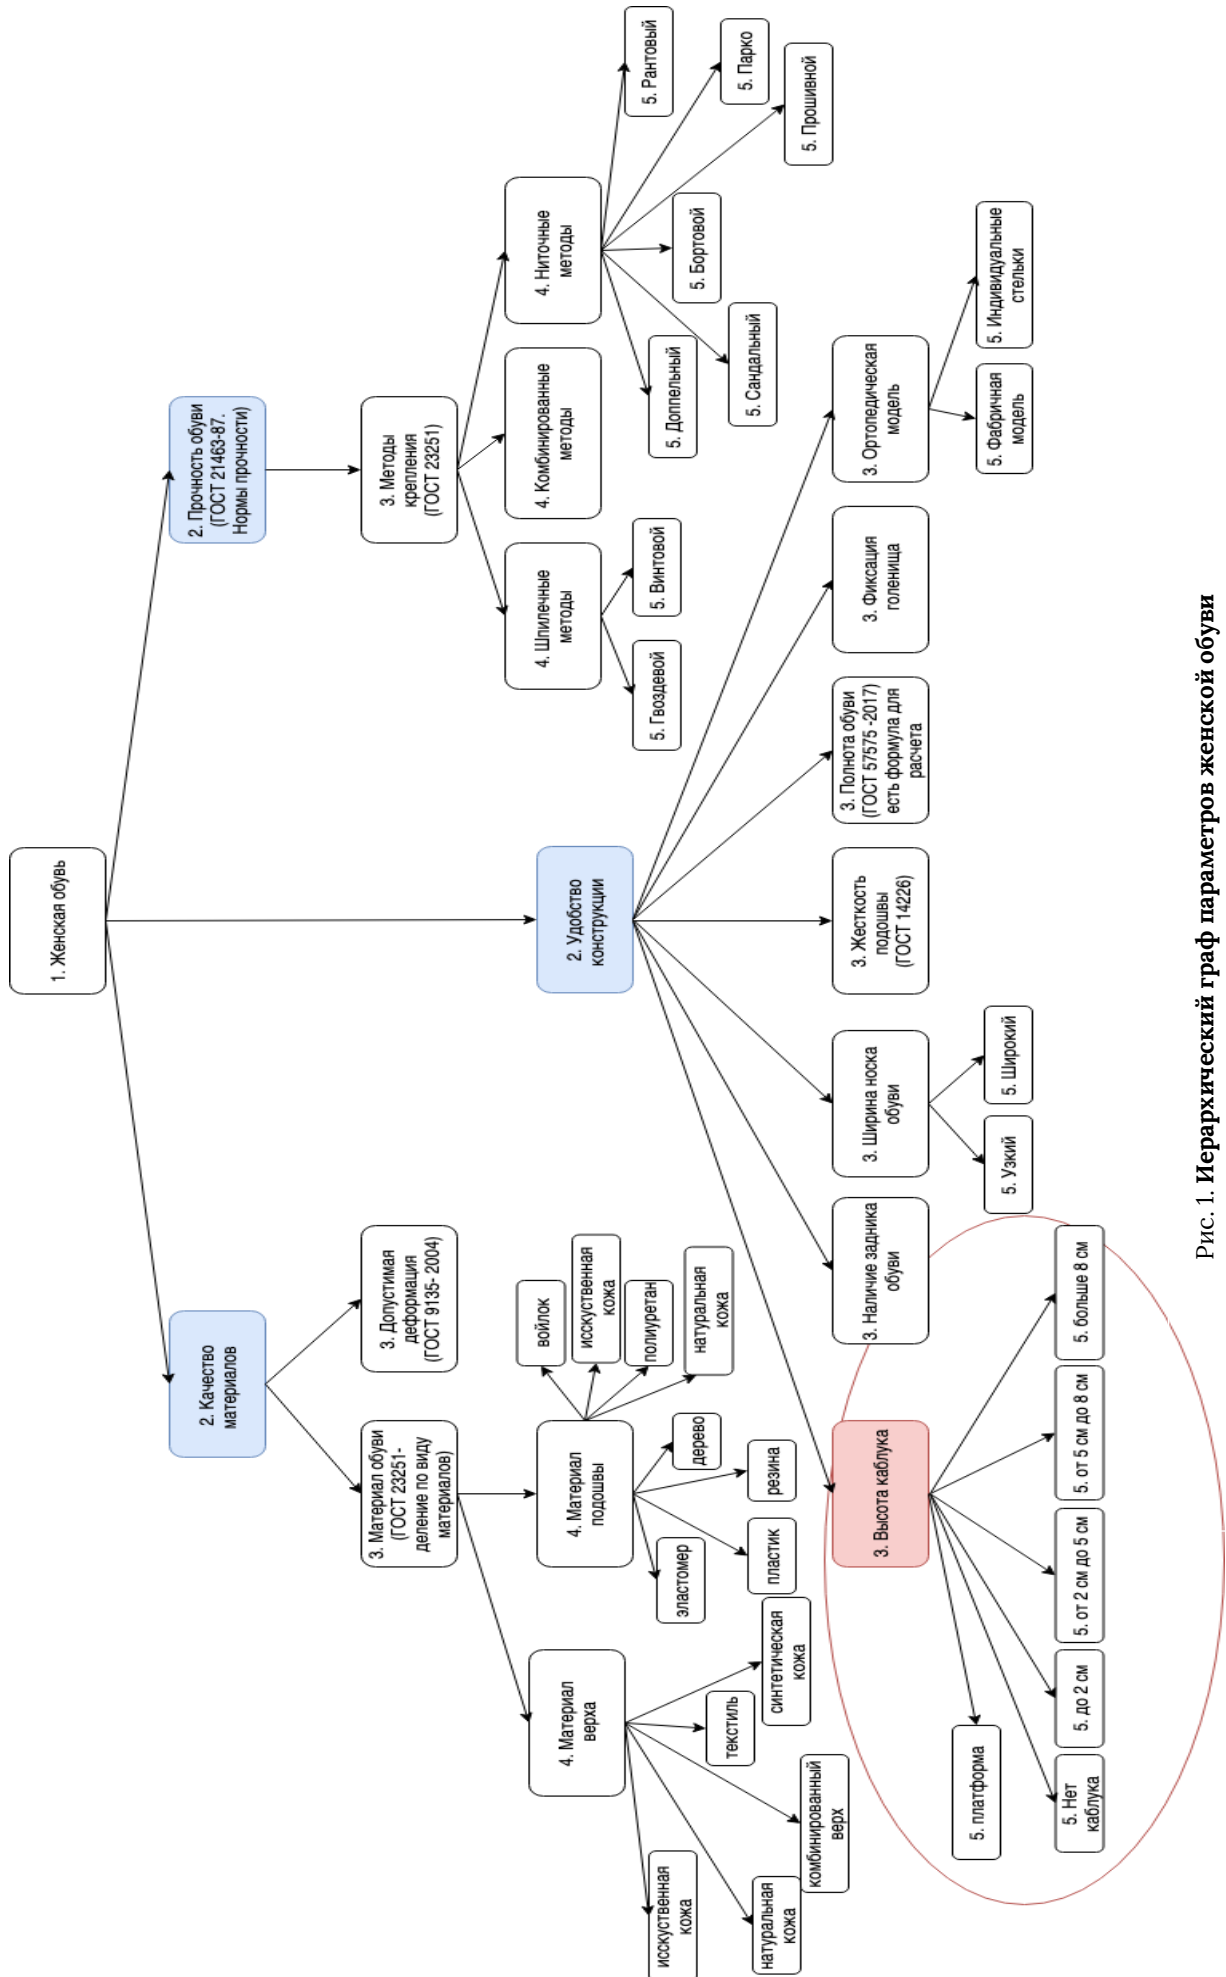 1. Женская обувь
2. Качество
материалов
2. Прочность обуви
(ГОСТ 21463-87.
Нормы прочности)
3. Материал обуви
(ГОСТ 23251-
деление по виду
материалов)
3. Допустимая
деформация
(ГОСТ 9135- 2004)
3. Методы
крепления
(ГОСТ 23251)
4. Материал
верха
4. Материал
подошвы
войлок
исскуственная
кожа
полиуретан
натуральная
кожа
2. Удобство
конструкции
4. Шпилечные
методы
4. Комбинированные
методы
4. Ниточные
методы
исскуственная
кожа
натуральная
кожа
комбинированный
верх
текстиль
синтетическая
кожа
эластомер
пластик
резина
дерево
5. Гвоздевой
5. Винтовой
5. Доппельный
5. Сандальный
5. Бортовой
5. Прошивной
5. Парко
5. Рантовый
3. Высота каблука
3. Наличие задника
обуви
3. Ширина носка
обуви
3. Жесткость
подошвы
(ГОСТ 14226)
3. Полнота обуви
(ГОСТ 57575 -2017)
есть формула для
расчета
3. Фиксация
голенища
3. Ортопедическая
модель
5. платформа
5. Нет
каблука
5. до 2 см
5. от 2 см до 5 см
5. от 5 см до 8 см
5. больше 8 см
5. Узкий
5. Широкий
5. Фабричная
модель
5. Индивидуальные
стельки
Рис. 1. Иерархический граф параметров женской обуви